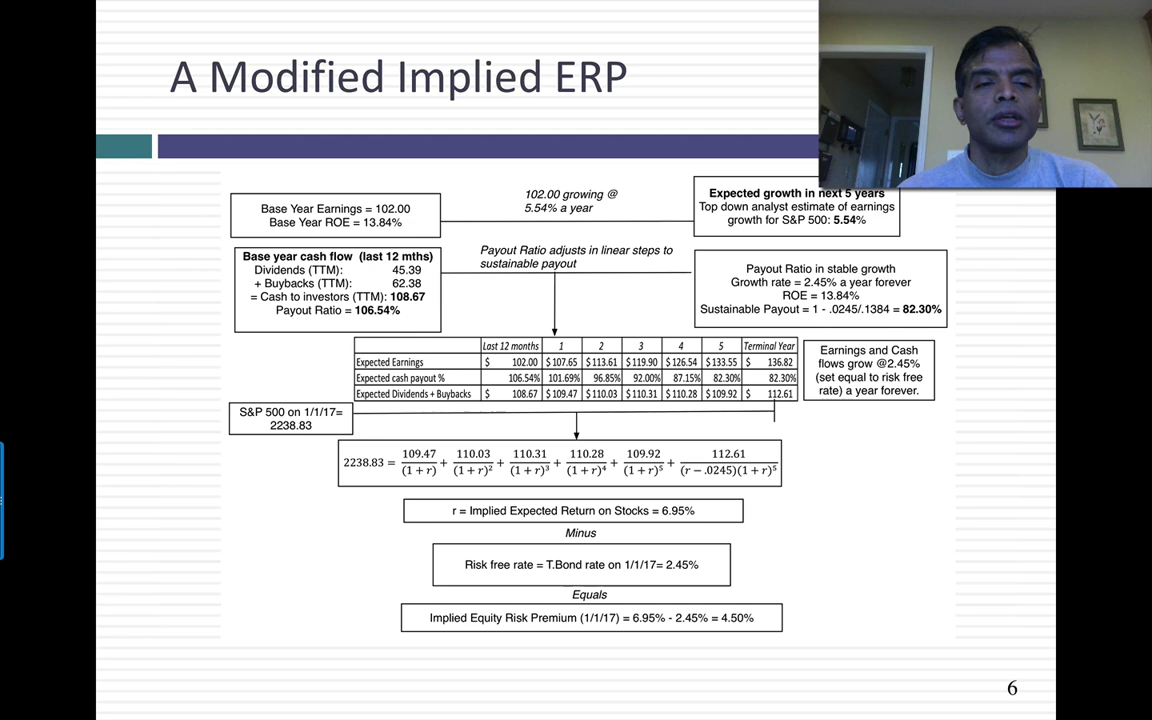 A Modified Implied ERP
Base Year Earnings = 102.00
Base Year ROE = 13.84%
102.00 growing @
5.54% a year
Expected growth in next 5 years
Top down analyst estimate of earnings
growth for S&P 500: 5.54%
Base year cash flow (last 12 mths)
Dividends (TTM): 45.39
+ Buybacks (TTM): 62.38
= Cash to investors (TTM): 108.67
Payout Ratio = 106.54%
Payout Ratio adjusts in linear steps to
sustainable payout
Payout Ratio in stable growth
Growth rate = 2.45% a year forever
ROE = 13.84%
Sustainable Payout = 1 - .0245/.1384 = 82.30%
Last 12 months 1 2 3 4 5 Terminal Year
Expected Earnings $ 102.00 $107.65 $113.61 $119.90 $126.54 $133.55 $ 136.82
Expected cash payout % 106.54% 101.69% 96.85% 92.00% 87.15% 82.30% 82.30%
Expected Dividends + Buybacks $ 108.67 $109.47 $110.03 $110.31 $110.28 $109.92 $ 112.61
Earnings and Cash
flows grow @2.45%
(set equal to risk free
rate) a year forever.
S&P 500 on 1/1/17=
2238.83
2238.83 = 109.47/(1 + r) + 110.03/(1 + r)² + 110.31/(1 + r)³ + 110.28/(1 + r)⁴ + 109.92/(1 + r)⁵ + 112.61/(r − .0245)(1 + r)⁵
r = Implied Expected Return on Stocks = 6.95%
Minus
Risk free rate = T.Bond rate on 1/1/17= 2.45%
Equals
Implied Equity Risk Premium (1/1/17) = 6.95% - 2.45% = 4.50%
6